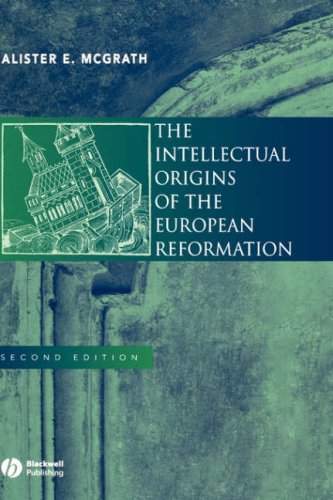 ALISTER E. MCGRATH
THE
INTELLECTUAL
ORIGINS
OF THE
EUROPEAN
REFORMATION
SECOND EDITION
Blackwell
Publishing